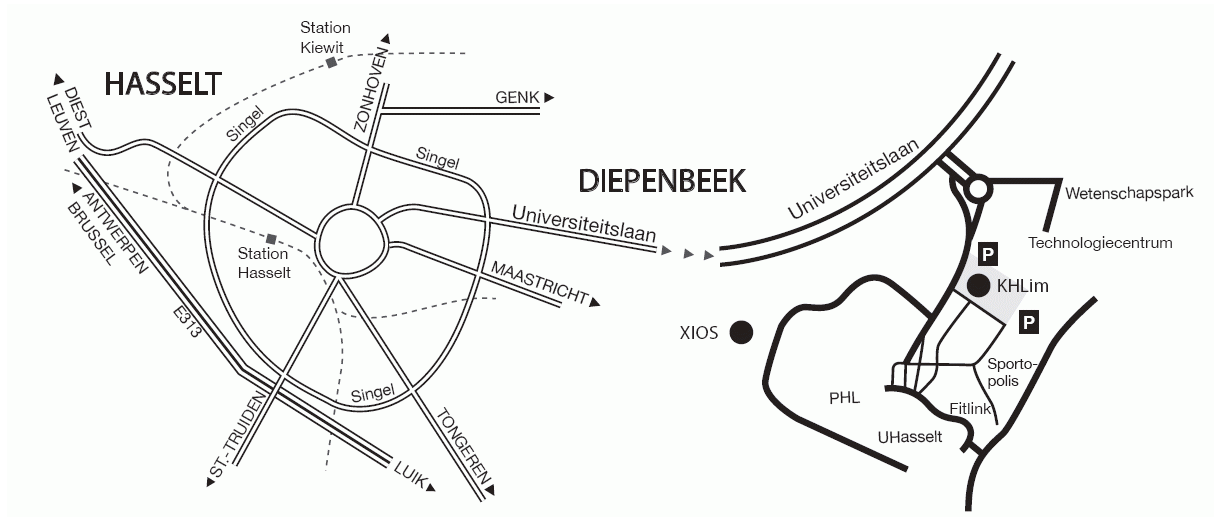 Station
Kiewit
HASSELT
ZONHOVEN
DIEST
LEUVEN
GENK
Singel
Singel
DIEPENBEEK
Universiteitslaan
Universiteitslaan
Wetenschapspark
Technologiecentrum
ANTWERPEN
BRUSSEL
Station
Hasselt
MAASTRICHT
P
KHLim
P
E313
XIOS
Sporto-
polis
Singel
PHL
Fitlink
UHasselt
ST.-TRUIDEN
TONGEREN
LUIK